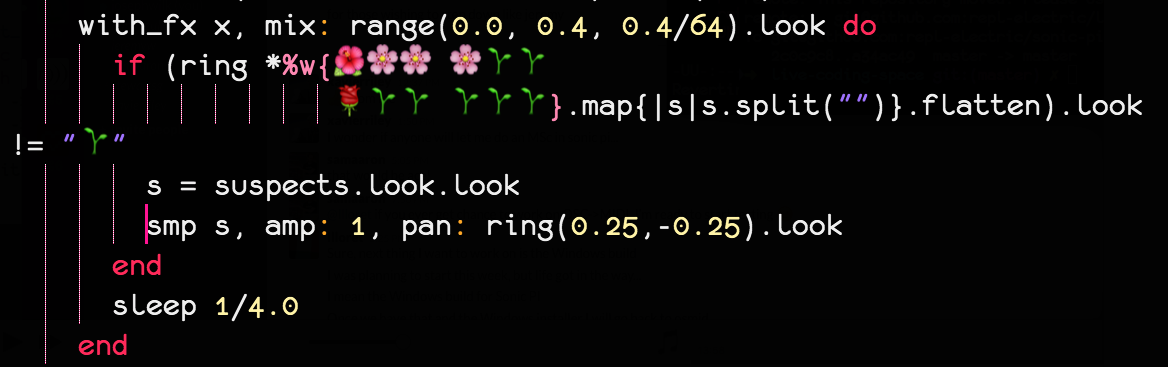 with_fx x, mix: range(0.0, 0.4, 0.4/64).look do
if (ring *%w{🌺🌸🌸 🌸🌱🌱
🌹🌱🌱 🌱🌱🌱}.map{|s|s.split("")}.flatten).look
!= "🌱"
s = suspects.look.look
smp s, amp: 1, pan: ring(0.25,-0.25).look
end
sleep 1/4.0
end